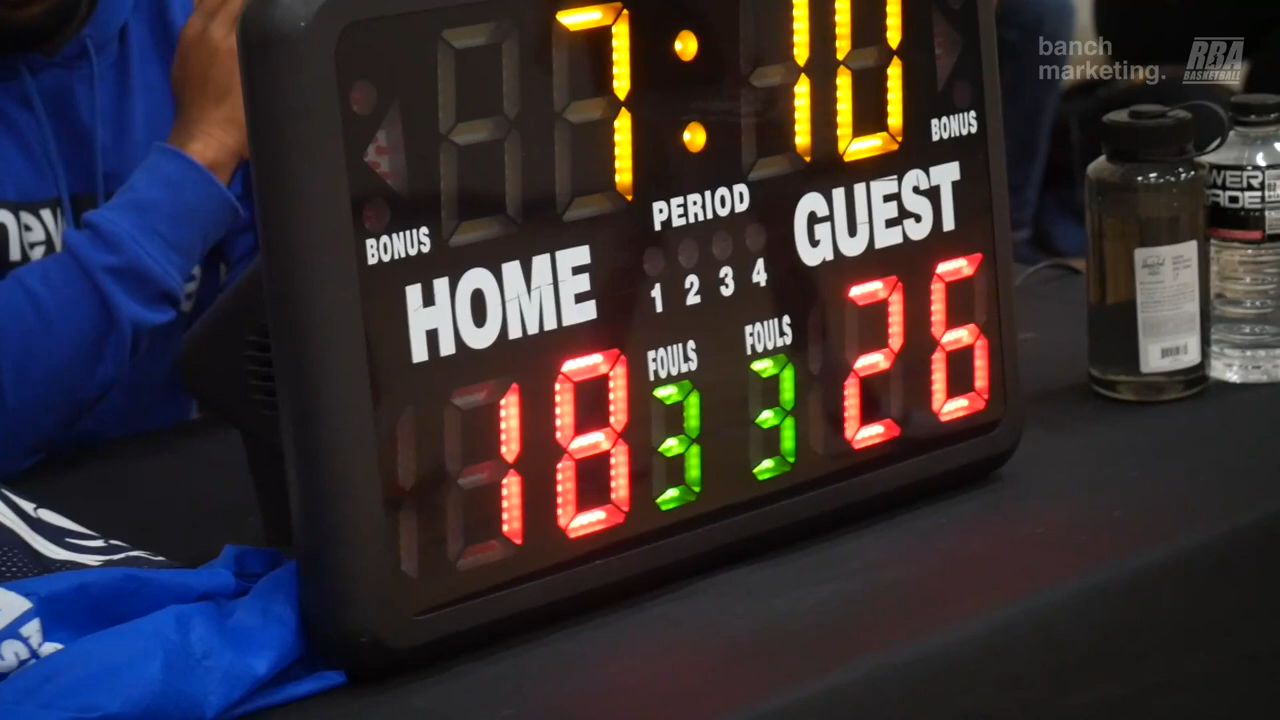 banch
marketing.
RBA
BASKETBALL
7:10
BONUS
BONUS
PERIOD
GUEST
HOME
1 2 3 4
FOULS
FOULS
18
3
3
26